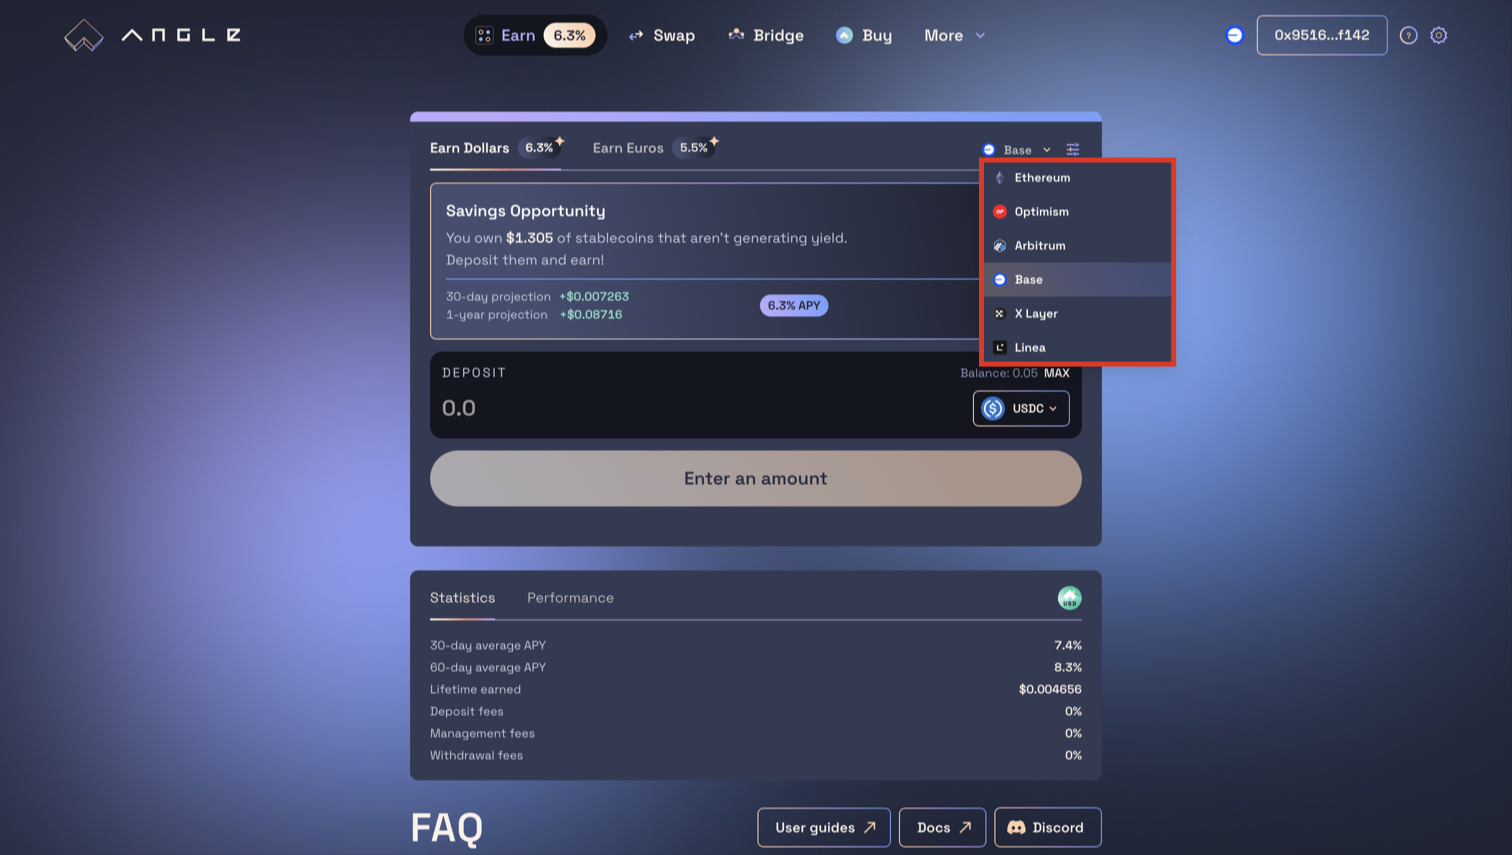 ANGLE
Earn 6.3%
Swap
Bridge
Buy
More
0x9516...f142
?
Earn Dollars 6.3%
Earn Euros 5.5%
Base
Ethereum
Optimism
Arbitrum
Base
X Layer
Linea
Savings Opportunity
You own $1.305 of stablecoins that aren't generating yield.
Deposit them and earn!
30-day projection +$0.007263
1-year projection +$0.08716
6.3% APY
DEPOSIT
Balance: 0.05 MAX
0.0
USDC
Enter an amount
Statistics
Performance
USD
30-day average APY 7.4%
60-day average APY 8.3%
Lifetime earned $0.004656
Deposit fees 0%
Management fees 0%
Withdrawal fees 0%
FAQ
User guides
Docs
Discord